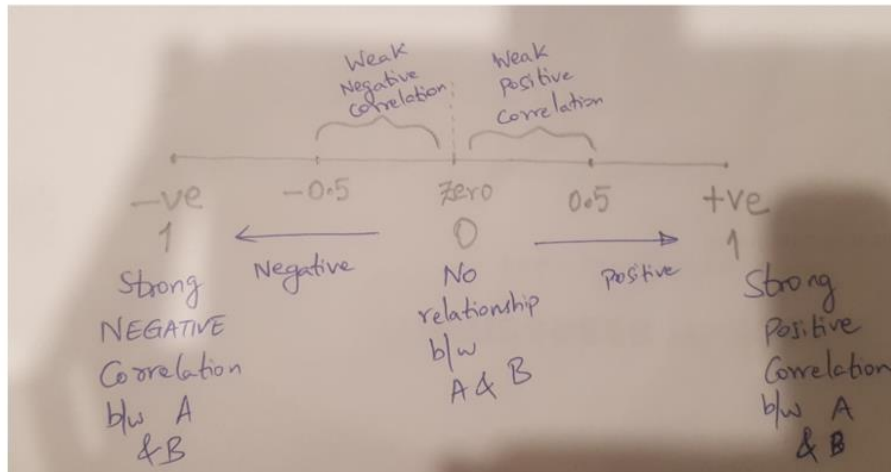 Weak
Negative
Correlation
Weak
Positive
Correlation
-ve
1
-0.5
zero
0
0.5
+ve
1
Negative
Positive
Strong
NEGATIVE
Correlation
b/w A
& B
No
relationship
b/w
A & B
Strong
Positive
Correlation
b/w A
& B